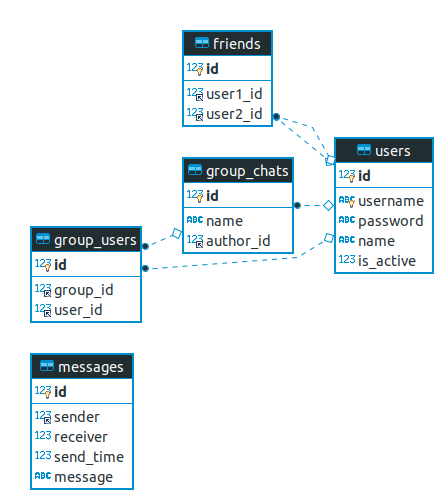 friends
123 id
123 user1_id
123 user2_id
users
123 id
ABC username
ABC password
ABC name
123 is_active
group_chats
123 id
ABC name
123 author_id
group_users
123 id
123 group_id
123 user_id
messages
123 id
123 sender
123 receiver
123 send_time
ABC message